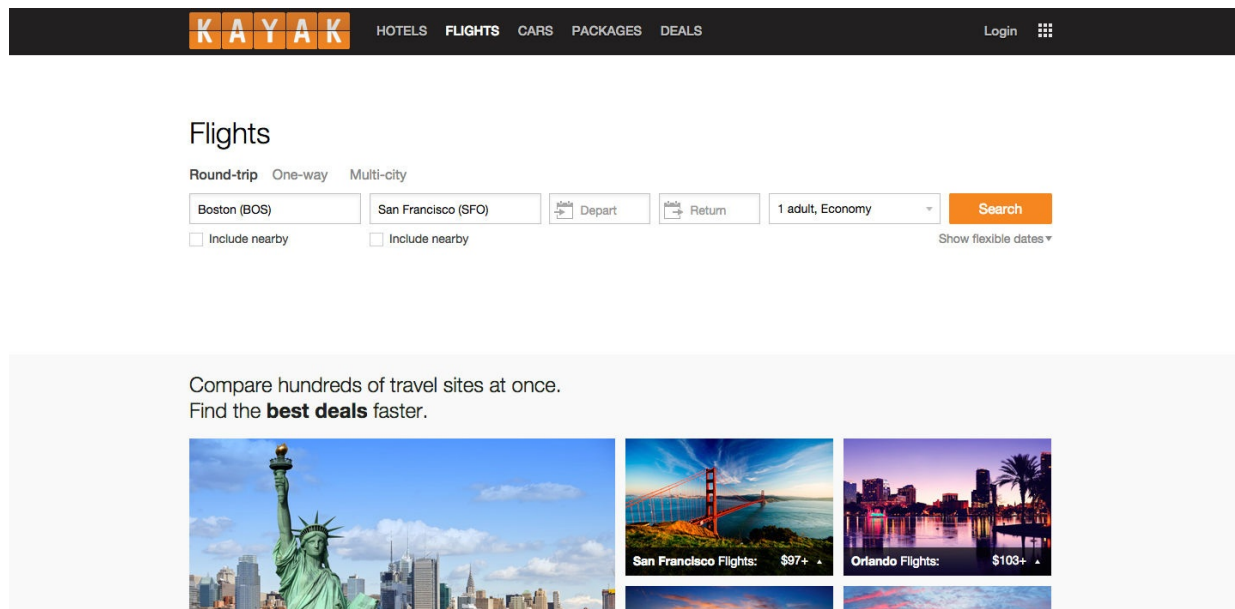 KAYAK HOTELS FLIGHTS CARS PACKAGES DEALS Login
Flights
Round-trip One-way Multi-city
Boston (BOS) San Francisco (SFO) Depart Return 1 adult, Economy Search
Include nearby Include nearby Show flexible dates
Compare hundreds of travel sites at once.
Find the best deals faster.
San Francisco Flights: $97+ Orlando Flights: $103+